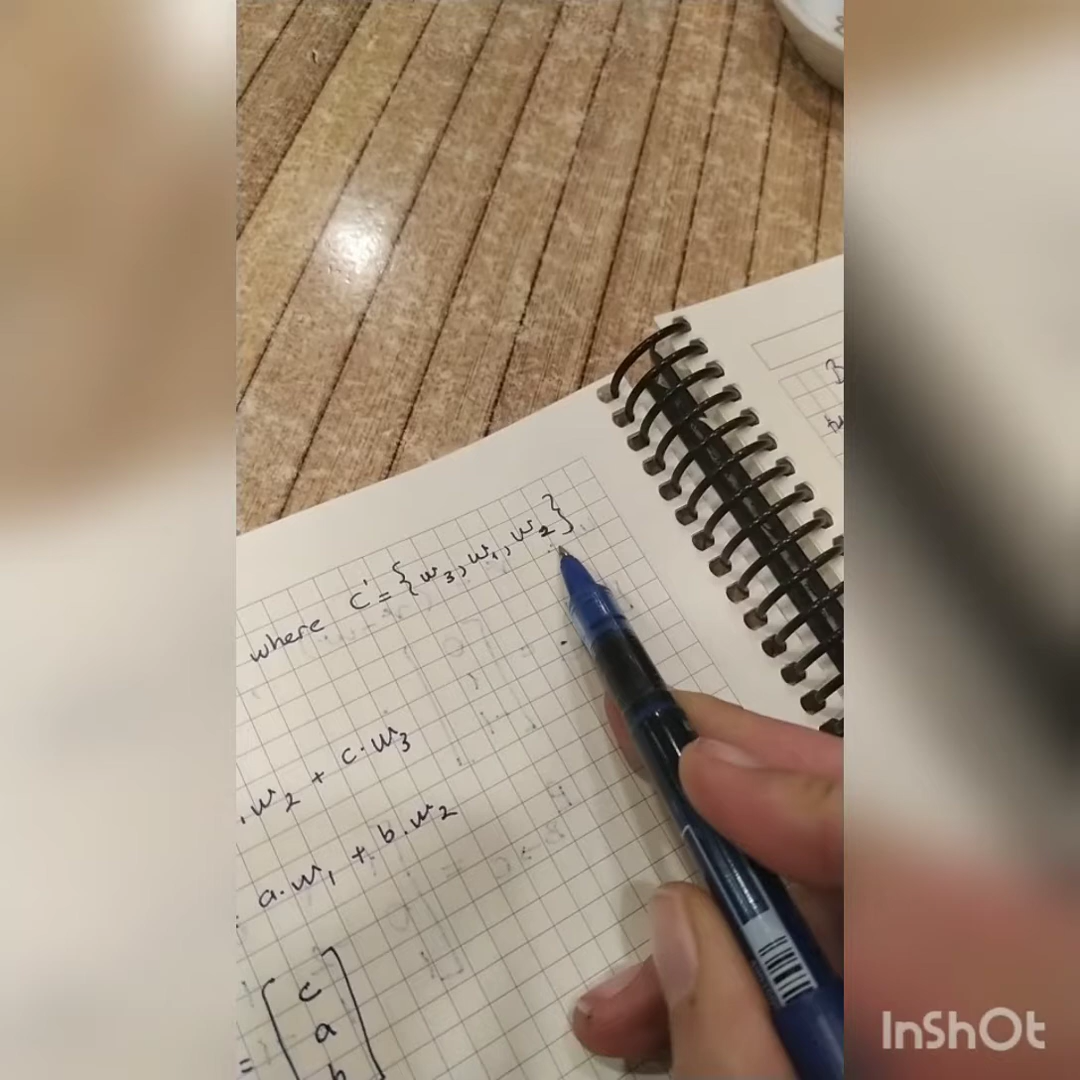 where C' = {w₃, w₁, w₂}
.w₂ + c.w₃
a.w₁ + b.w₂
= [c
a
b]
InShOt